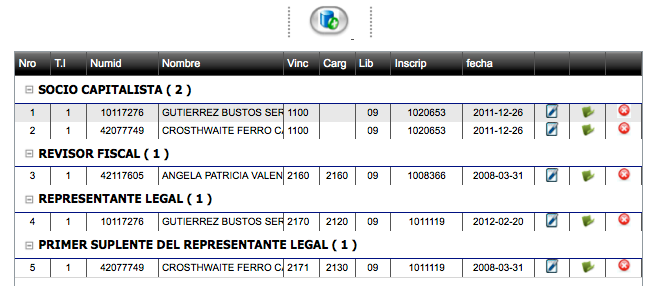 Nro T.I Numid Nombre Vinc Carg Lib Inscrip fecha
SOCIO CAPITALISTA ( 2 )
1 1 10117276 GUTIERREZ BUSTOS SER 1100 09 1020653 2011-12-26
2 1 42077749 CROSTHWAITE FERRO CA 1100 09 1020653 2011-12-26
REVISOR FISCAL ( 1 )
3 1 42117605 ANGELA PATRICIA VALEN 2160 2160 09 1008366 2008-03-31
REPRESENTANTE LEGAL ( 1 )
4 1 10117276 GUTIERREZ BUSTOS SER 2170 2120 09 1011119 2012-02-20
PRIMER SUPLENTE DEL REPRESENTANTE LEGAL ( 1 )
5 1 42077749 CROSTHWAITE FERRO CA 2171 2130 09 1011119 2008-03-31